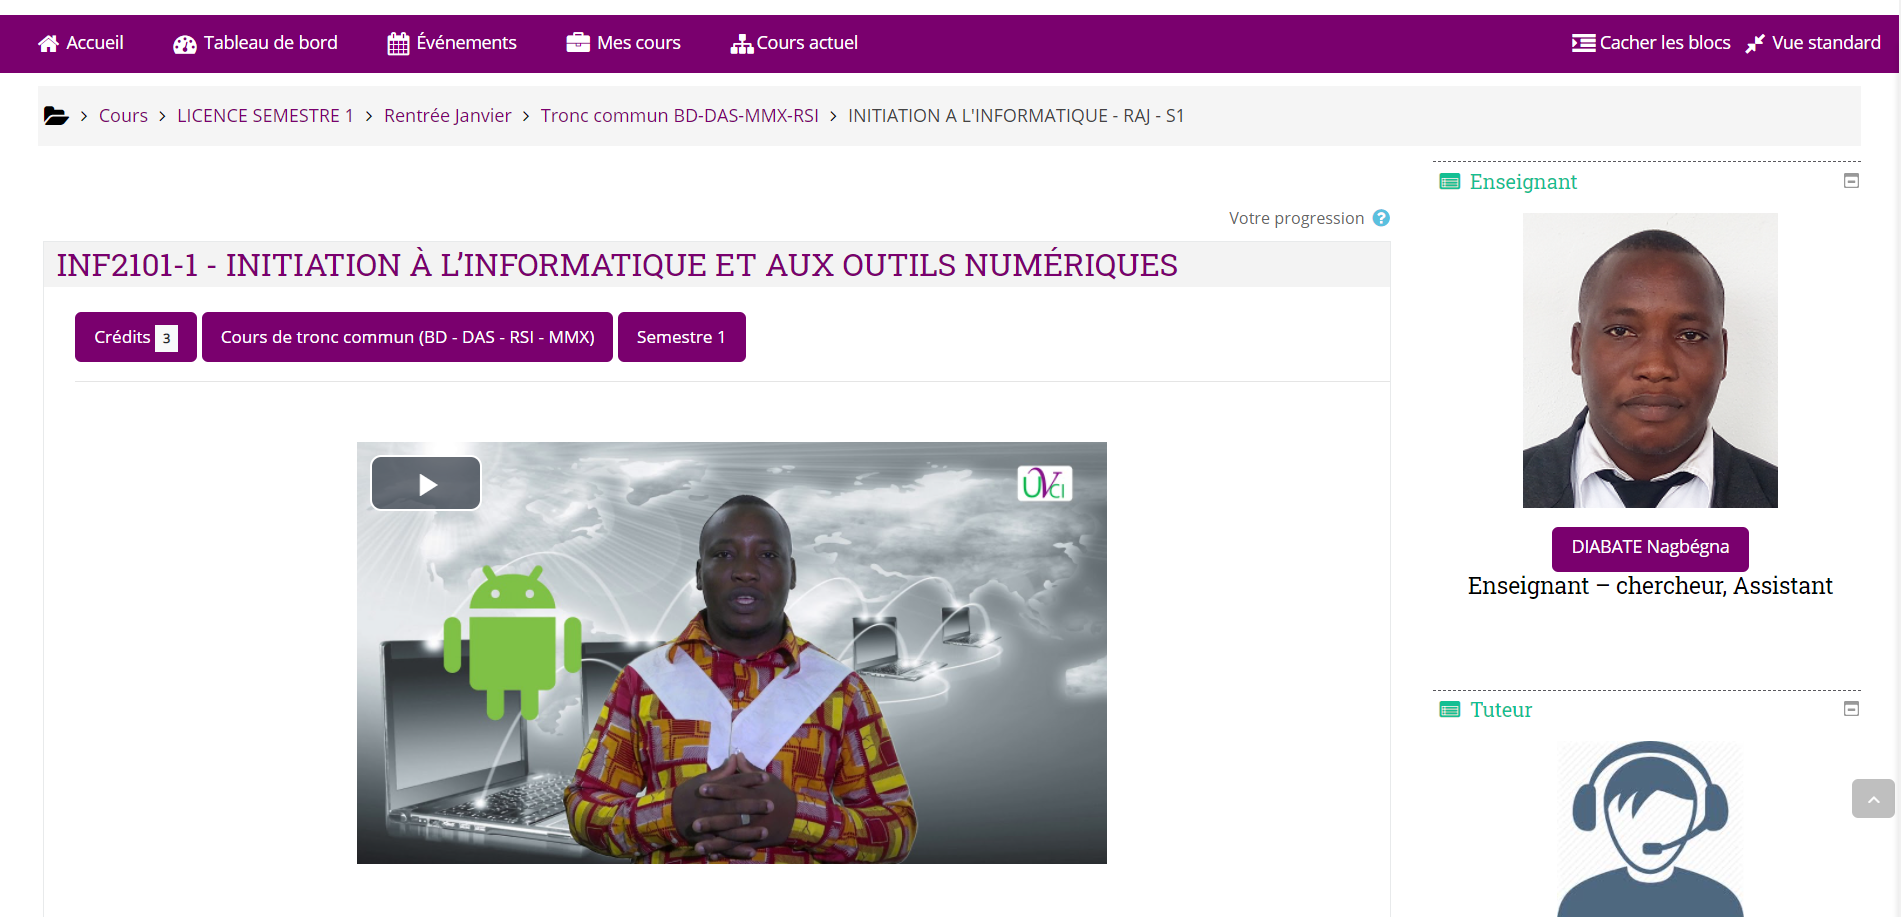 Accueil Tableau de bord Événements Mes cours Cours actuel Cacher les blocs Vue standard
> Cours > LICENCE SEMESTRE 1 > Rentrée Janvier > Tronc commun BD-DAS-MMX-RSI > INITIATION A L'INFORMATIQUE - RAJ - S1
Votre progression ?
INF2101-1 - INITIATION À L’INFORMATIQUE ET AUX OUTILS NUMÉRIQUES
Crédits 3 Cours de tronc commun (BD - DAS - RSI - MMX) Semestre 1
UVCI
Enseignant
DIABATE Nagbégna
Enseignant – chercheur, Assistant
Tuteur